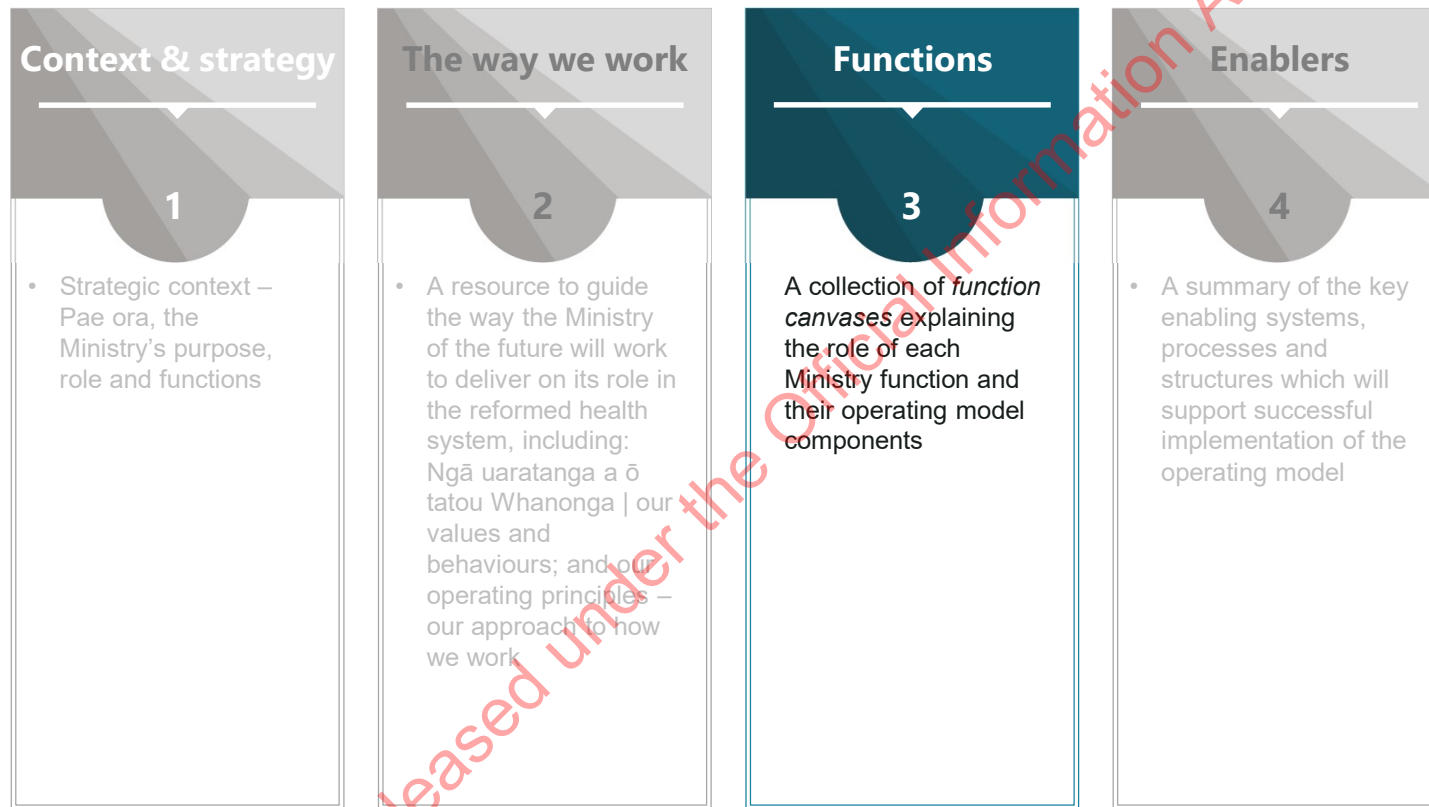 Context & strategy
1
• Strategic context –
Pae ora, the
Ministry's purpose,
role and functions
The way we work
2
• A resource to guide
the way the Ministry
of the future will work
to deliver on its role in
the reformed health
system, including:
Ngā uaratanga a ō
tatou Whanonga | our
values and
behaviours; and our
operating principles –
our approach to how
we work
Functions
3
A collection of function
canvases explaining
the role of each
Ministry function and
their operating model
components
Enablers
4
• A summary of the key
enabling systems,
processes and
structures which will
support successful
implementation of the
operating model
eased under the Official Information A